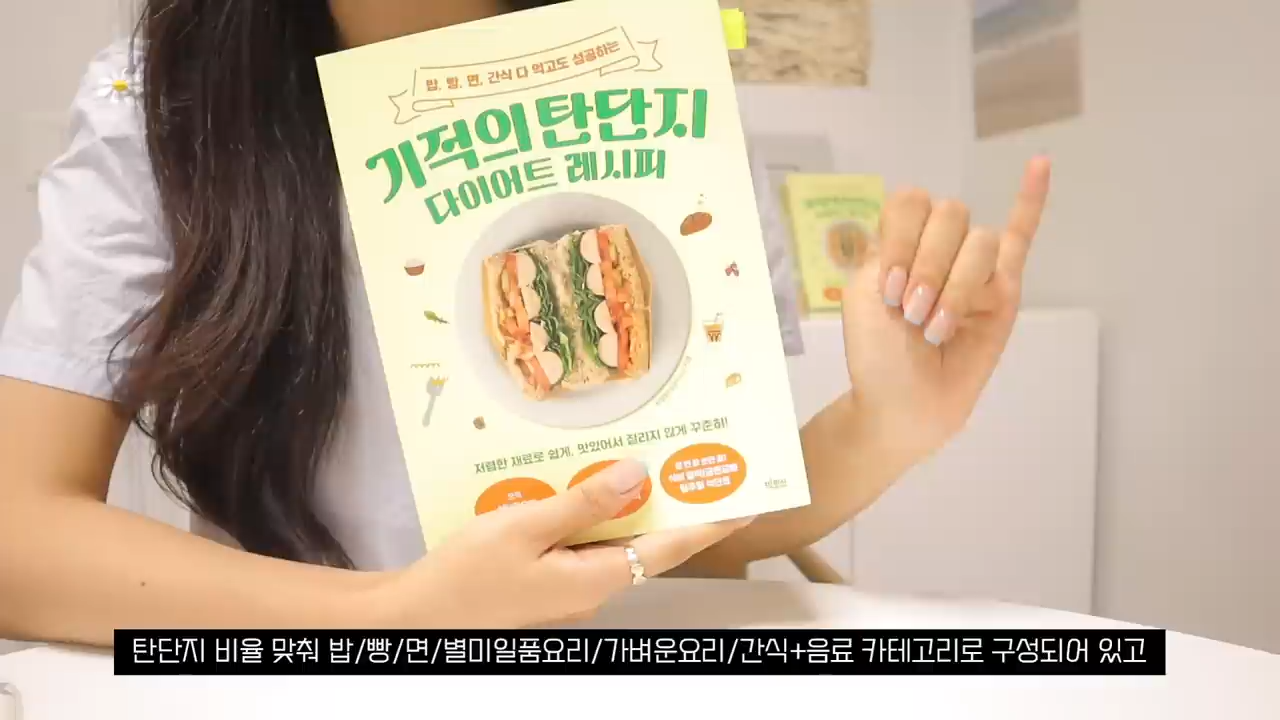 밥, 빵, 면, 간식 다 먹고도 성공하는
기적의 탄단지
다이어트 레시피
저렴한 재료로 쉽게, 맛있어서 질리지 않게 꾸준히!
탄단지 비율 맞춰 밥/빵/면/별미일품요리/가벼운요리/간식+음료 카테고리로 구성되어 있고